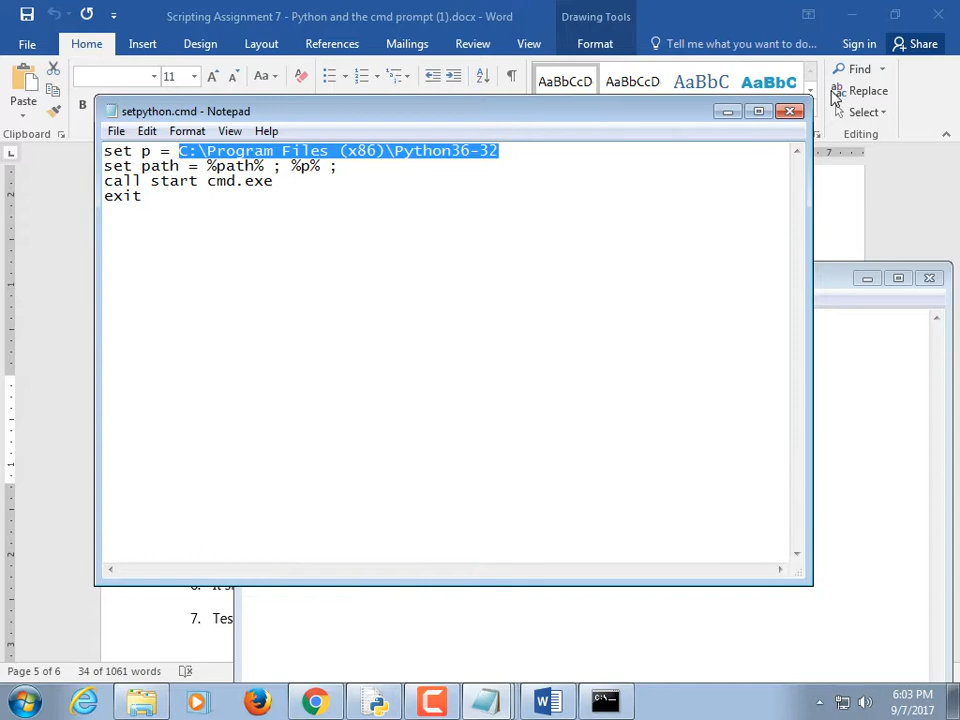 Scripting Assignment 7 - Python and the cmd prompt (1).docx - Word
Drawing Tools
File Home Insert Design Layout References Mailings Review View Format Tell me what you want to do... Sign in Share
Paste
11
Aa
AaBbCcD AaBbCcD AaBbC AaBbC
Find
Replace
Select
B
Clipboard
Editing
setpython.cmd - Notepad
File Edit Format View Help
set p = C:\Program Files (x86)\Python36-32
set path = %path% ; %p% ;
call start cmd.exe
exit
7
7. Tes
Page 5 of 6 34 of 1061 words
6:03 PM
9/7/2017